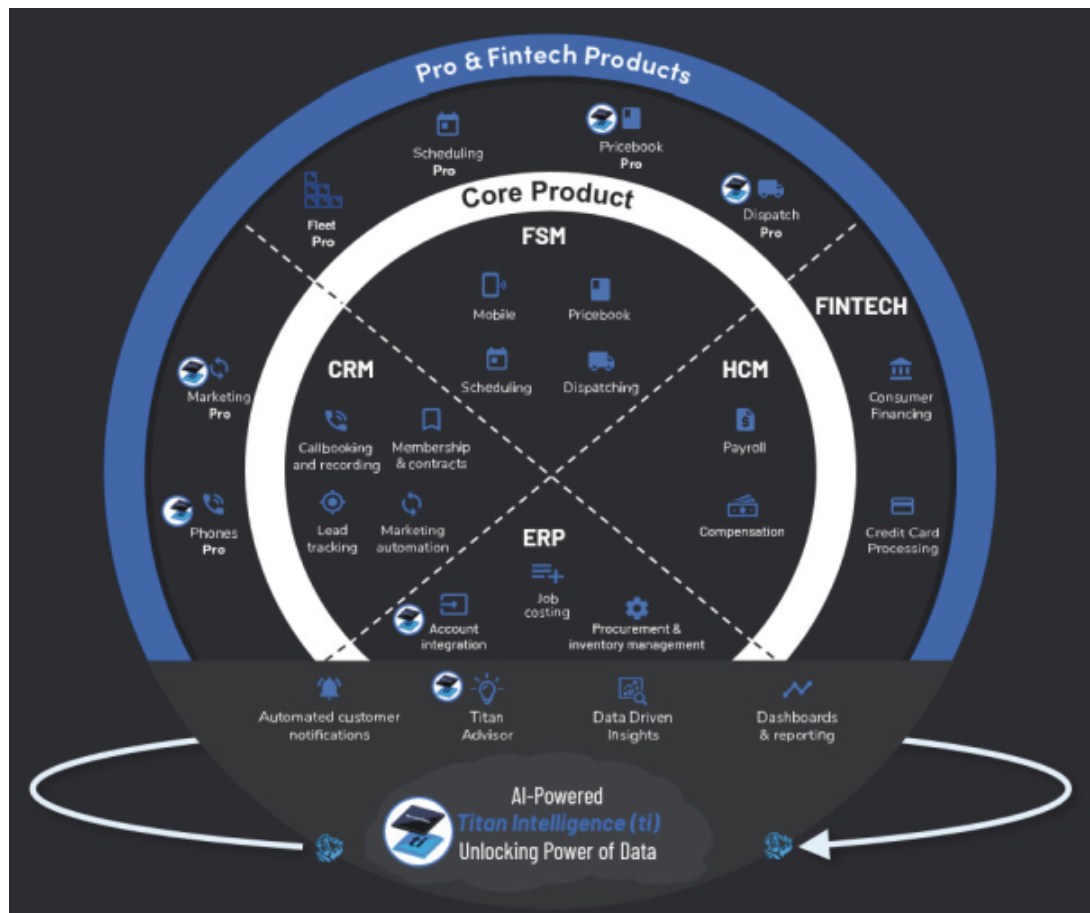 Pro & Fintech Products
Scheduling
Pro
Pricebook
Pro
Fleet
Pro
Dispatch
Pro
Core Product
FSM
Mobile
Pricebook
Scheduling
Dispatching
FINTECH
Consumer
Financing
Credit Card
Processing
Marketing
Pro
Phones
Pro
CRM
Callbooking
and recording
Membership
& contracts
Lead
tracking
Marketing
automation
HCM
Payroll
Compensation
ERP
Job
costing
Account
integration
Procurement &
inventory management
Automated customer
notifications
Titan
Advisor
Data Driven
Insights
Dashboards
& reporting
AI-Powered
Titan Intelligence (ti)
Unlocking Power of Data
ti